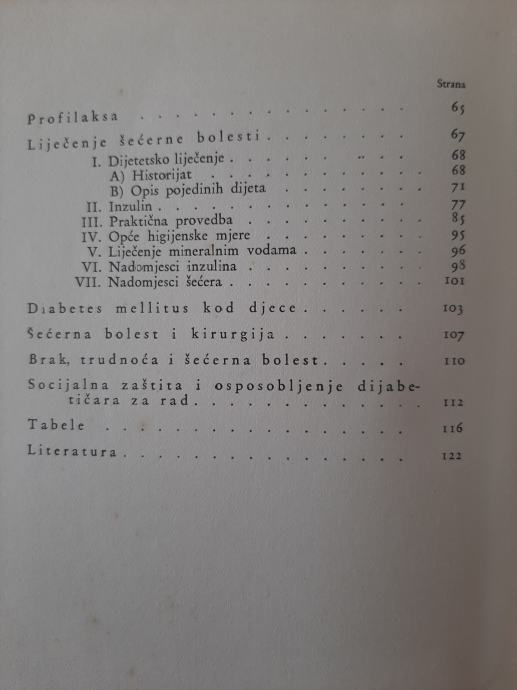 Strana
Profilaksa . . . . . . . . . . . . . . 65
Liječenje šećerne bolesti . . . . . . . 67
I. Dijetetsko liječenje . . . . . . . . . 68
A) Historijat . . . . . . . . . . . 68
B) Opis pojedinih dijeta . . . . . . . 71
II. Inzulin . . . . . . . . . . . . . . 77
III. Praktična provedba . . . . . . . . . 85
IV. Opće higijenske mjere . . . . . . . . 95
V. Liječenje mineralnim vodama . . . . . 96
VI. Nadomjesci inzulina . . . . . . . . . 98
VII. Nadomjesci šećera . . . . . . . . . . 101
Diabetes mellitus kod djece . . . . . 103
Šećerna bolest i kirurgija . . . . . . 107
Brak, trudnoća i šećerna bolest . . . . . 110
Socijalna zaštita i osposobljenje dijabe-
tičara za rad . . . . . . . . . . 112
Tabele . . . . . . . . . . . . . . 116
Literatura . . . . . . . . . . . . . 122